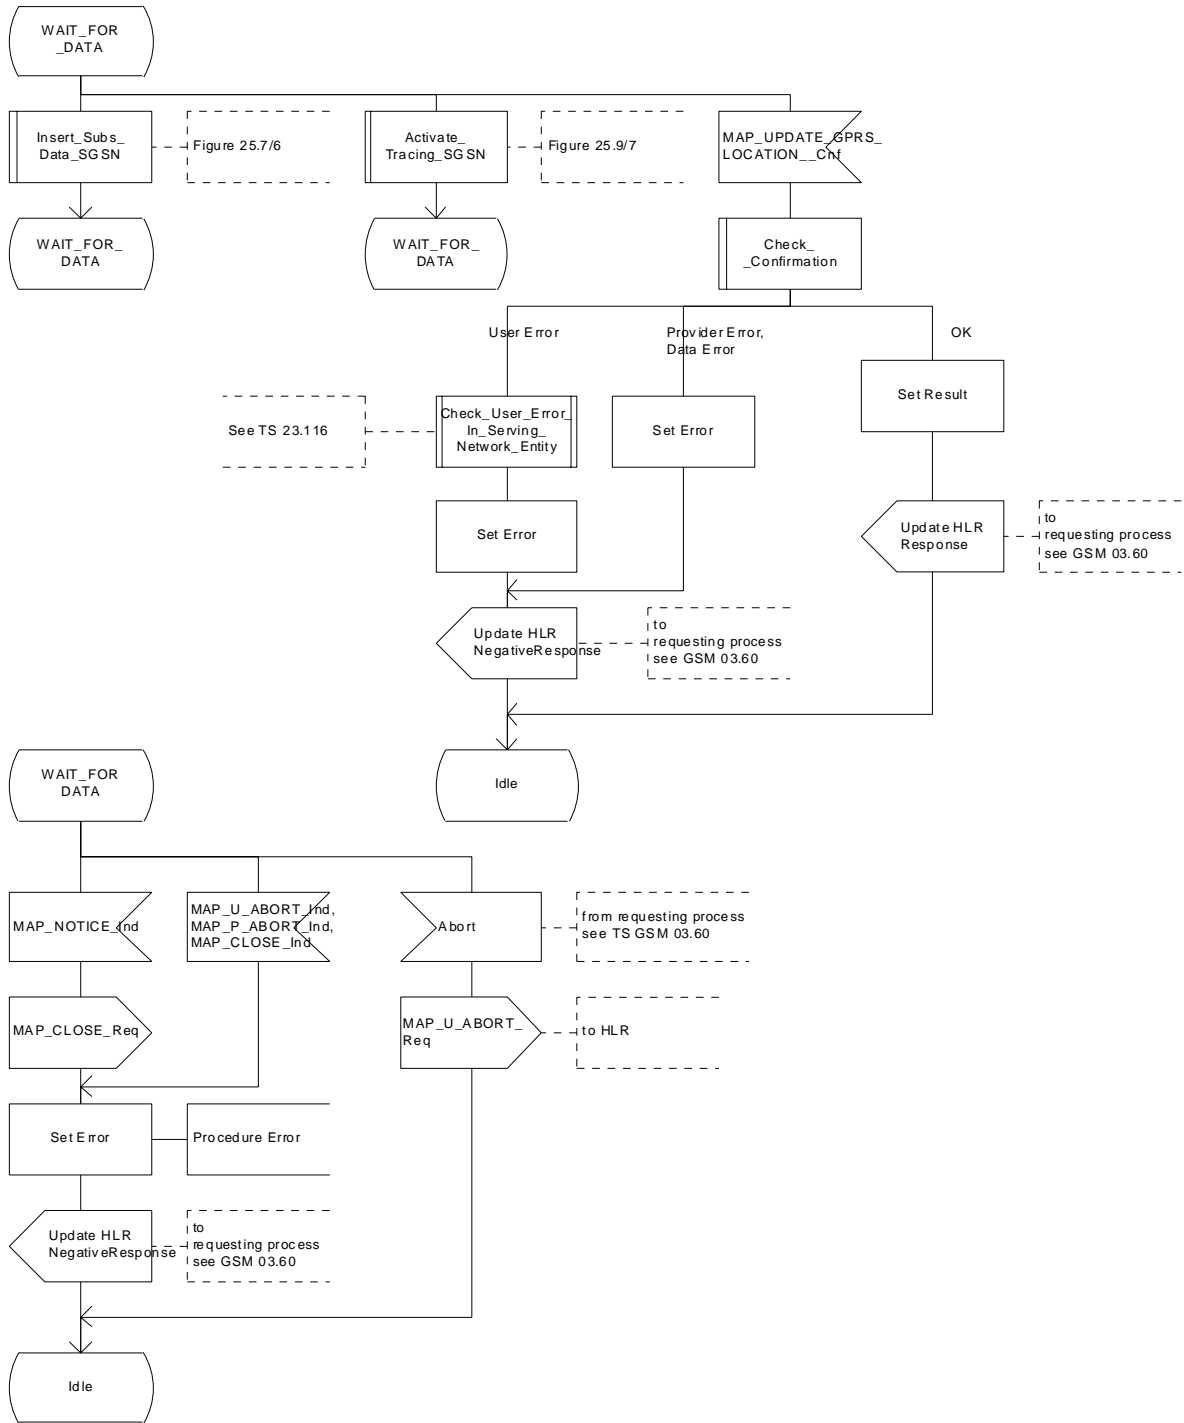 WAIT_FOR
_DATA
Insert_Subs_
Data_SGSN
Figure 25.7/6
Activate_
Tracing_SGSN
Figure 25.9/7
MAP_UPDATE_GPRS_
LOCATION__Cnf
WAIT_FOR_
DATA
WAIT_FOR_
DATA
Check_
_Confirmation
User Error
Provider Error,
Data Error
OK
Set Result
See TS 23.116
Check_User_Error_
In_Serving_
Network_Entity
Set Error
Set Error
Update HLR
Response
to
requesting process
see GSM 03.60
Update HLR
NegativeResponse
to
requesting process
see GSM 03.60
Idle
WAIT_FOR
DATA
MAP_NOTICE_Ind
MAP_U_ABORT_Ind,
MAP_P_ABORT_Ind,
MAP_CLOSE_Ind
Abort
from requesting process
see TS GSM 03.60
MAP_CLOSE_Req
MAP_U_ABORT_
Req
to HLR
Set Error
Procedure Error
Update HLR
NegativeResponse
to
requesting process
see GSM 03.60
Idle